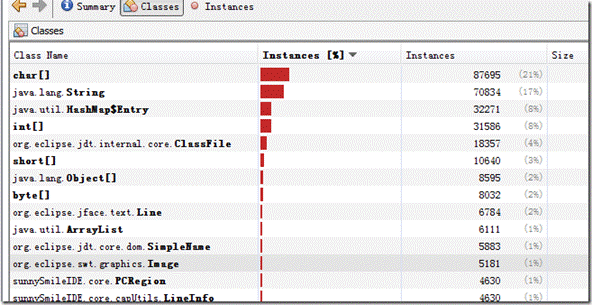 Summary Classes Instances
Classes
Class Name Instances [%] Instances Size
char[] 87695 (21%)
java.lang.String 70834 (17%)
java.util.HashMap$Entry 32271 (8%)
int[] 31586 (8%)
org.eclipse.jdt.internal.core.ClassFile 18357 (4%)
short[] 10640 (3%)
java.lang.Object[] 8595 (2%)
byte[] 8032 (2%)
org.eclipse.jface.text.Line 6784 (2%)
java.util.ArrayList 6111 (1%)
org.eclipse.jdt.core.dom.SimpleName 5883 (1%)
org.eclipse.swt.graphics.Image 5181 (1%)
sunnySmileIDE.core.PCRegion 4630 (1%)
sunnySmileIDE.core.capUtils.LineInfo 4630 (1%)